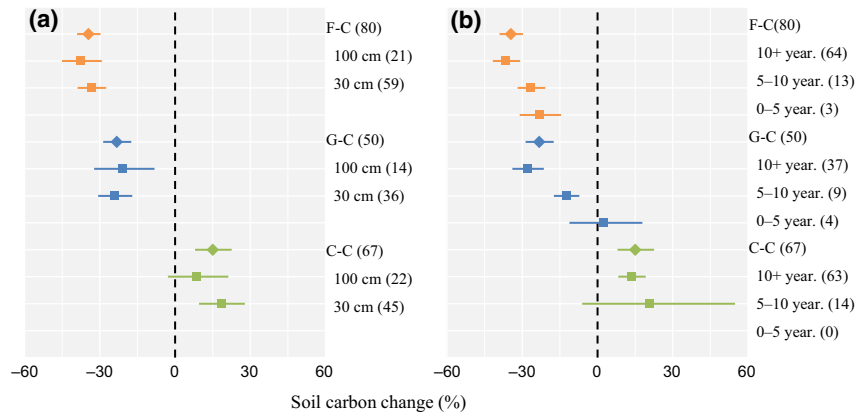 (a)
F-C (80)
100 cm (21)
30 cm (59)
G-C (50)
100 cm (14)
30 cm (36)
C-C (67)
100 cm (22)
30 cm (45)
–60 –30 0 30 60
(b)
F-C(80)
10+ year. (64)
5–10 year. (13)
0–5 year. (3)
G-C (50)
10+ year. (37)
5–10 year. (9)
0–5 year. (4)
C-C (67)
10+ year. (63)
5–10 year. (14)
0–5 year. (0)
–60 –30 0 30 60
Soil carbon change (%)